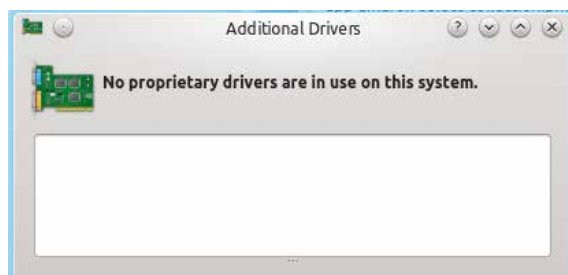 Additional Drivers
No proprietary drivers are in use on this system.